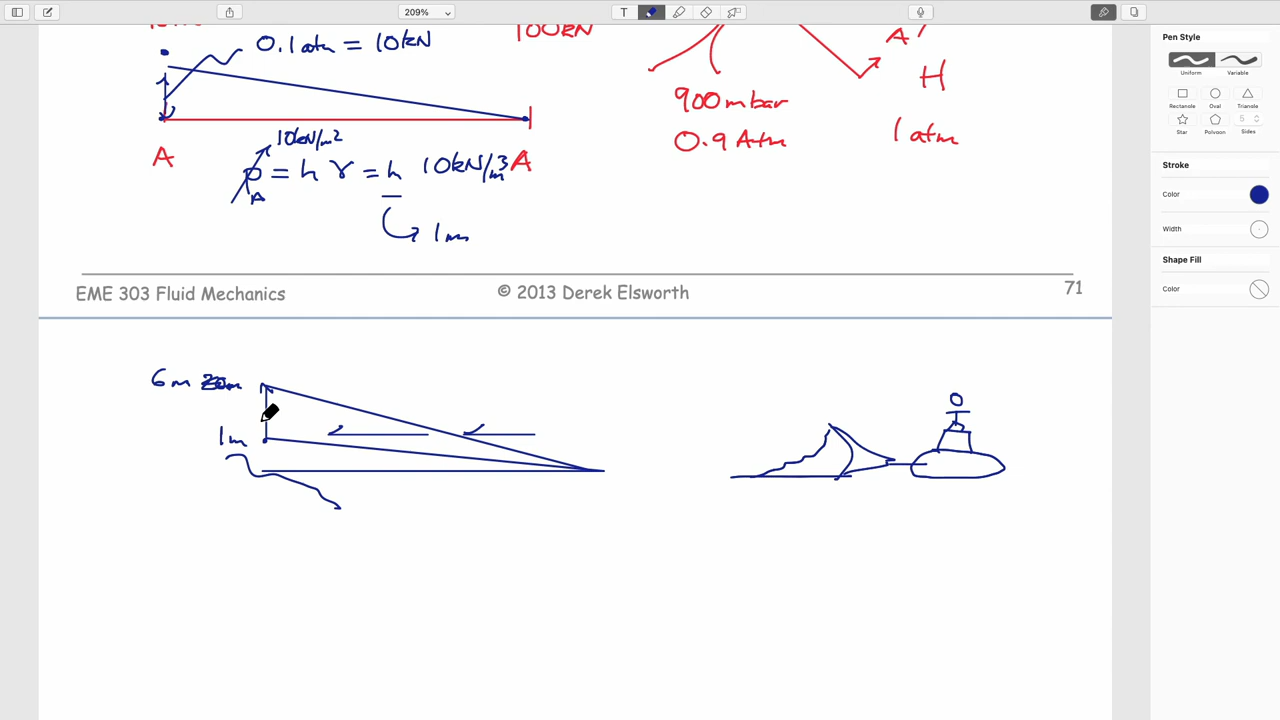 209%
T
100KN
A'
H
0.1 atm = 10kN
900mbar
0.9 Atm
1 atm
A
A
10kN/m²
p = h γ = h 10kN/m³
A
1m
EME 303 Fluid Mechanics
© 2013 Derek Elsworth
71
6m
1m
Pen Style
Uniform
Variable
Rectangle
Oval
Triangle
Star
Polygon
5
Sides
Stroke
Color
Width
Shape Fill
Color